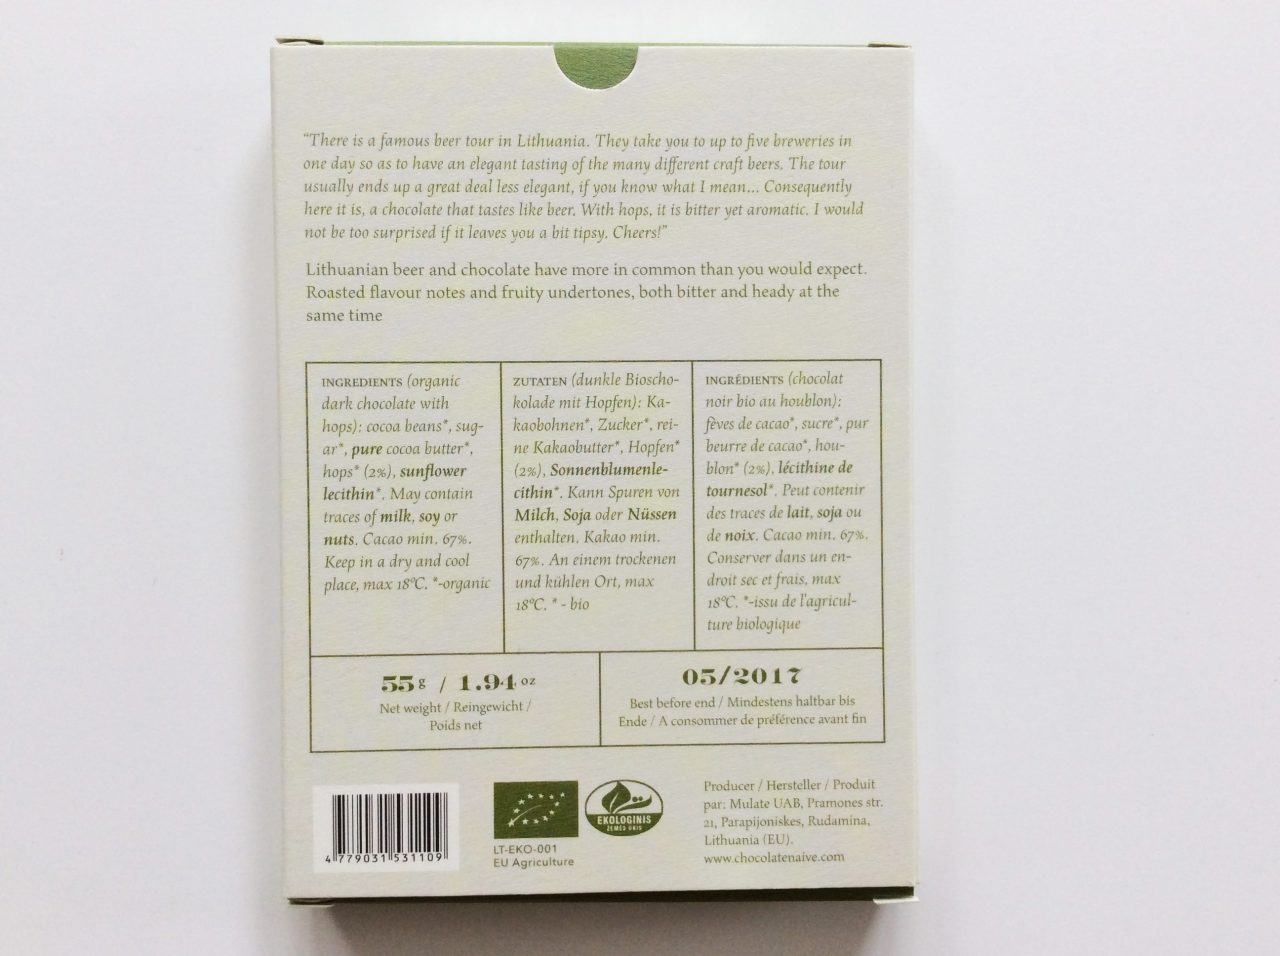 “There is a famous beer tour in Lithuania. They take you to up to five breweries in
one day so as to have an elegant tasting of the many different craft beers. The tour
usually ends up a great deal less elegant, if you know what I mean... Consequently
here it is, a chocolate that tastes like beer. With hops, it is bitter yet aromatic. I would
not be too surprised if it leaves you a bit tipsy. Cheers!”
Lithuanian beer and chocolate have more in common than you would expect.
Roasted flavour notes and fruity undertones, both bitter and heady at the
same time
INGREDIENTS (organic
dark chocolate with
hops): cocoa beans*, sug-
ar*, pure cocoa butter*,
hops* (2%), sunflower
lecithin*. May contain
traces of milk, soy or
nuts. Cacao min. 67%.
Keep in a dry and cool
place, max 18ºC. *-organic
ZUTATEN (dunkle Bioscho-
kolade mit Hopfen): Ka-
kaobohnen*, Zucker*, rei-
ne Kakaobutter*, Hopfen*
(2%), Sonnenblumenle-
cithin*. Kann Spuren von
Milch, Soja oder Nüssen
enthalten. Kakao min.
67%. An einem trockenen
und kühlen Ort, max
18ºC. * - bio
INGRÉDIENTS (chocolat
noir bio au houblon):
fèves de cacao*, sucre*, pur
beurre de cacao*, hou-
blon* (2%), lécithine de
tournesol*. Peut contenir
des traces de lait, soja ou
de noix. Cacao min. 67%.
Conserver dans un en-
droit sec et frais, max
18ºC. *-issu de l'agricul-
ture biologique
55 g / 1.94 oz
Net weight / Reingewicht /
Poids net
05/2017
Best before end / Mindestens haltbar bis
Ende / A consommer de préférence avant fin
4 779031 531109
LT-EKO-001
EU Agriculture
EKOLOGINIS
ŽEMĖS ŪKIS
Producer / Hersteller / Produit
par: Mulate UAB, Pramones str.
21, Parapijoniskes, Rudamina,
Lithuania (EU).
www.chocolatenaive.com